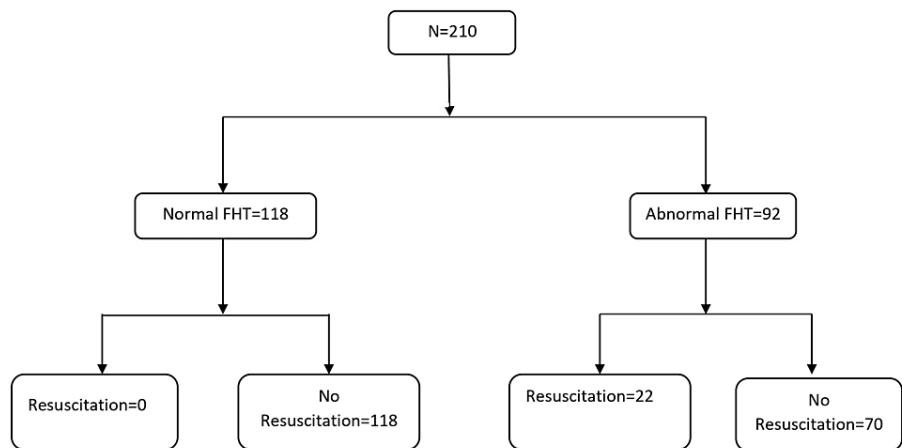 N=210
Normal FHT=118
Abnormal FHT=92
Resuscitation=0
No
Resuscitation=118
Resuscitation=22
No
Resuscitation=70